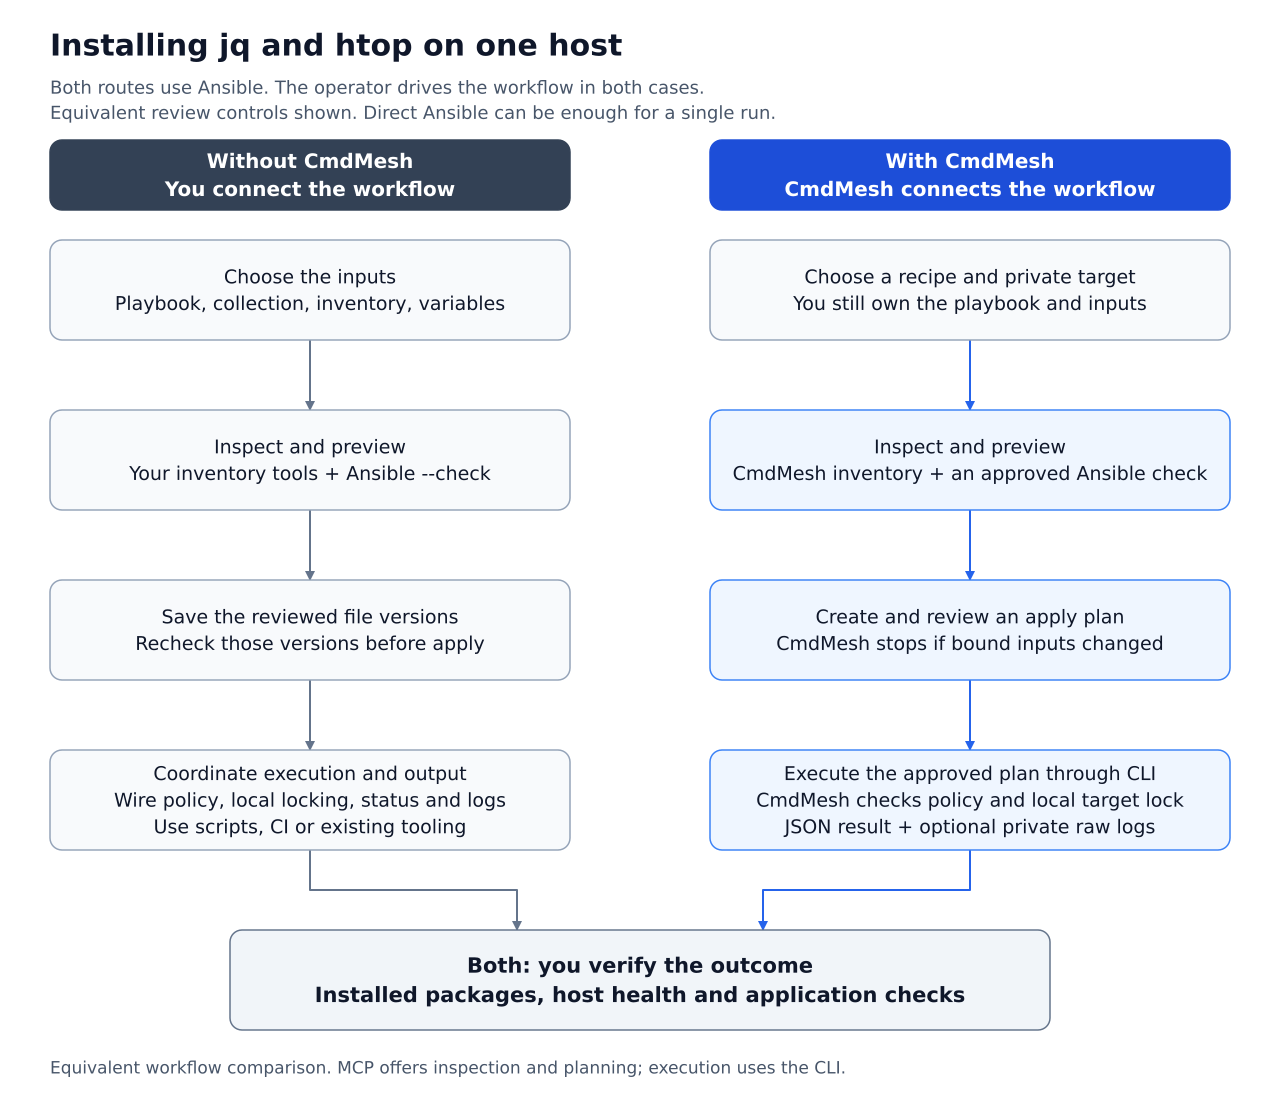 Installing jq and htop on one host
Both routes use Ansible. The operator drives the workflow in both cases.
Equivalent review controls shown. Direct Ansible can be enough for a single run.
Without CmdMesh
You connect the workflow
Choose the inputs
Playbook, collection, inventory, variables
Inspect and preview
Your inventory tools + Ansible --check
Save the reviewed file versions
Recheck those versions before apply
Coordinate execution and output
Wire policy, local locking, status and logs
Use scripts, CI or existing tooling
With CmdMesh
CmdMesh connects the workflow
Choose a recipe and private target
You still own the playbook and inputs
Inspect and preview
CmdMesh inventory + an approved Ansible check
Create and review an apply plan
CmdMesh stops if bound inputs changed
Execute the approved plan through CLI
CmdMesh checks policy and local target lock
JSON result + optional private raw logs
Both: you verify the outcome
Installed packages, host health and application checks
Equivalent workflow comparison. MCP offers inspection and planning; execution uses the CLI.